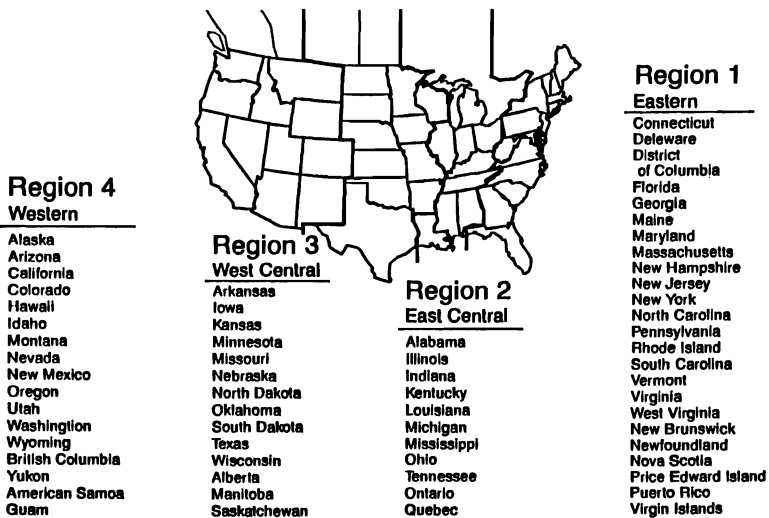 Region 4
Western
Alaska
Arizona
California
Colorado
Hawaii
Idaho
Montana
Nevada
New Mexico
Oregon
Utah
Washingtion
Wyoming
British Columbia
Yukon
American Samoa
Guam
Region 3
West Central
Arkansas
Iowa
Kansas
Minnesota
Missouri
Nebraska
North Dakota
Oklahoma
South Dakota
Texas
Wisconsin
Alberta
Manitoba
Saskatchewan
Region 2
East Central
Alabama
Illinois
Indiana
Kentucky
Louisiana
Michigan
Mississippi
Ohio
Tennessee
Ontario
Quebec
Region 1
Eastern
Connecticut
Deleware
District
of Columbia
Florida
Georgia
Maine
Maryland
Massachusetts
New Hampshire
New Jersey
New York
North Carolina
Pennsylvania
Rhode Island
South Carolina
Vermont
Virginia
West Virginia
New Brunswick
Newfoundland
Nova Scotia
Price Edward Island
Puerto Rico
Virgin Islands